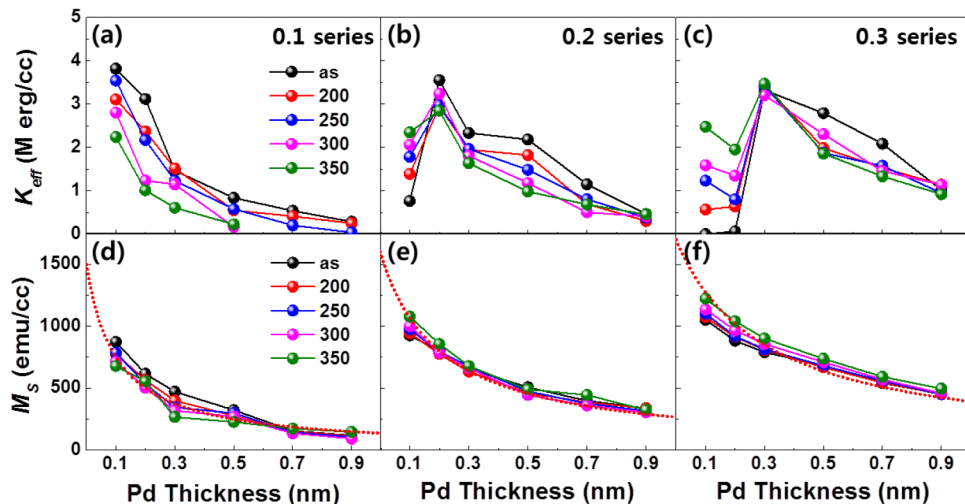 (a) 0.1 series
(b) 0.2 series
(c) 0.3 series
K_eff (M erg/cc)
5
4
3
2
1
0
as
200
250
300
350
(d)
(e)
(f)
M_s (emu/cc)
1500
1000
500
0
as
200
250
300
350
0.1 0.3 0.5 0.7 0.9
0.1 0.3 0.5 0.7 0.9
0.1 0.3 0.5 0.7 0.9
Pd Thickness (nm)
Pd Thickness (nm)
Pd Thickness (nm)